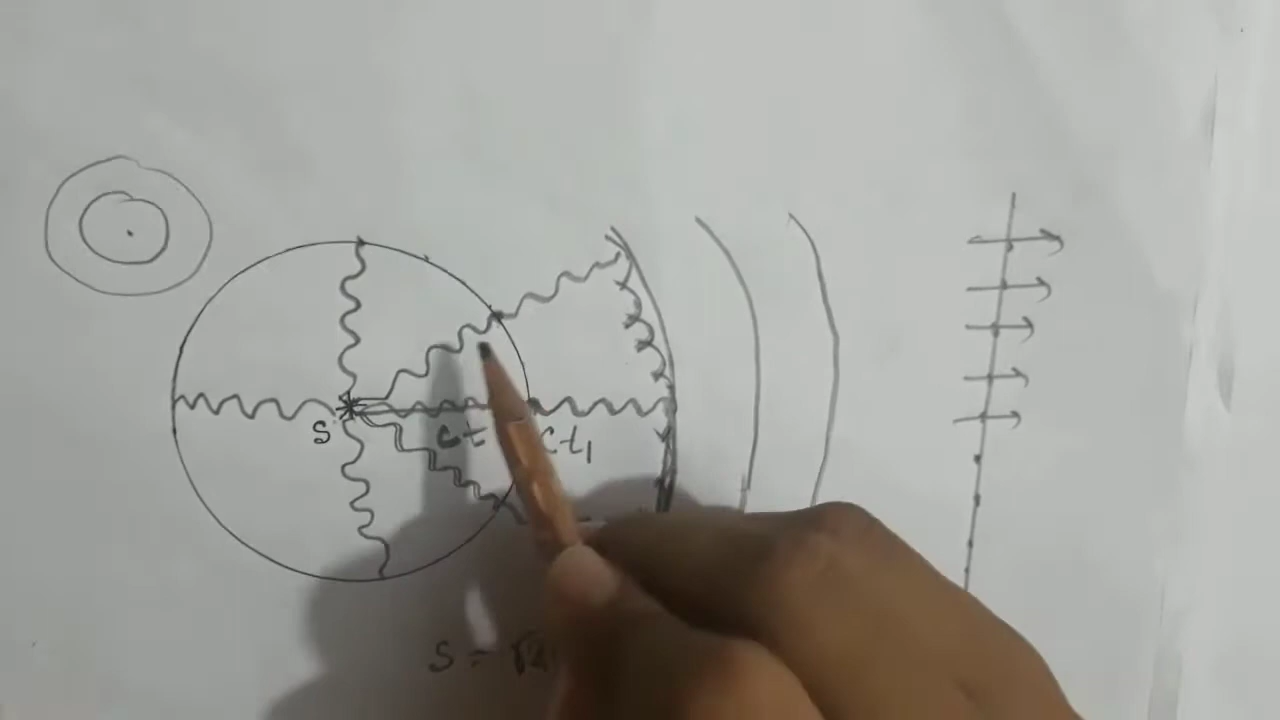 S
ct
ct₁
S =